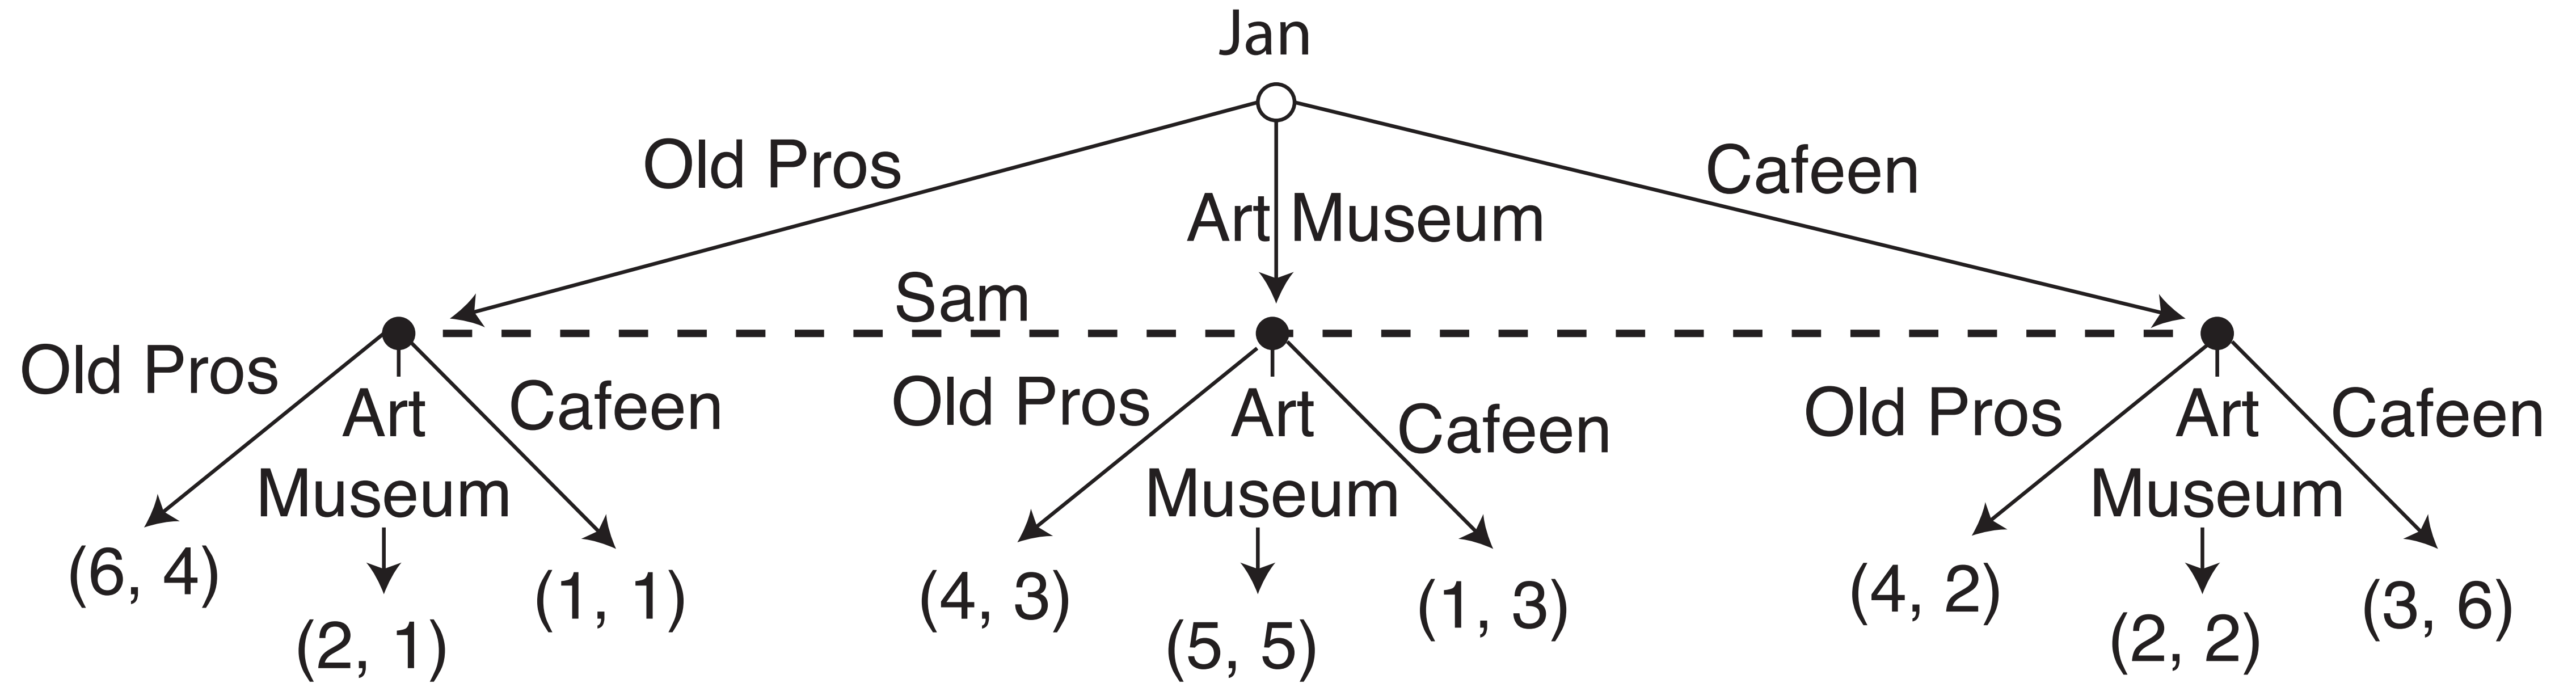 Jan
Old Pros
Art Museum
Cafeen
Sam
Old Pros
Art
Museum
Cafeen
Old Pros
Art
Museum
Cafeen
Old Pros
Art
Museum
Cafeen
(6, 4)
(2, 1)
(1, 1)
(4, 3)
(5, 5)
(1, 3)
(4, 2)
(2, 2)
(3, 6)